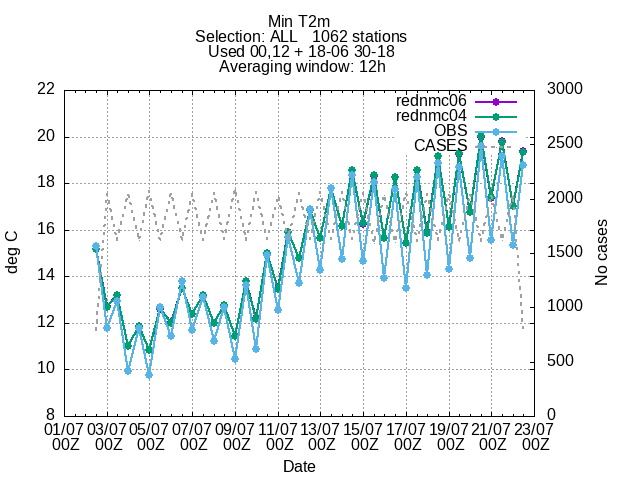 Min T2m
Selection: ALL   1062 stations
Used 00,12 + 18-06 30-18
Averaging window: 12h
rednmc06
rednmc04
OBS
CASES
deg C
22
20
18
16
14
12
10
8
No cases
3000
2500
2000
1500
1000
500
0
01/07 03/07 05/07 07/07 09/07 11/07 13/07 15/07 17/07 19/07 21/07 23/07
00Z 00Z 00Z 00Z 00Z 00Z 00Z 00Z 00Z 00Z 00Z 00Z
Date